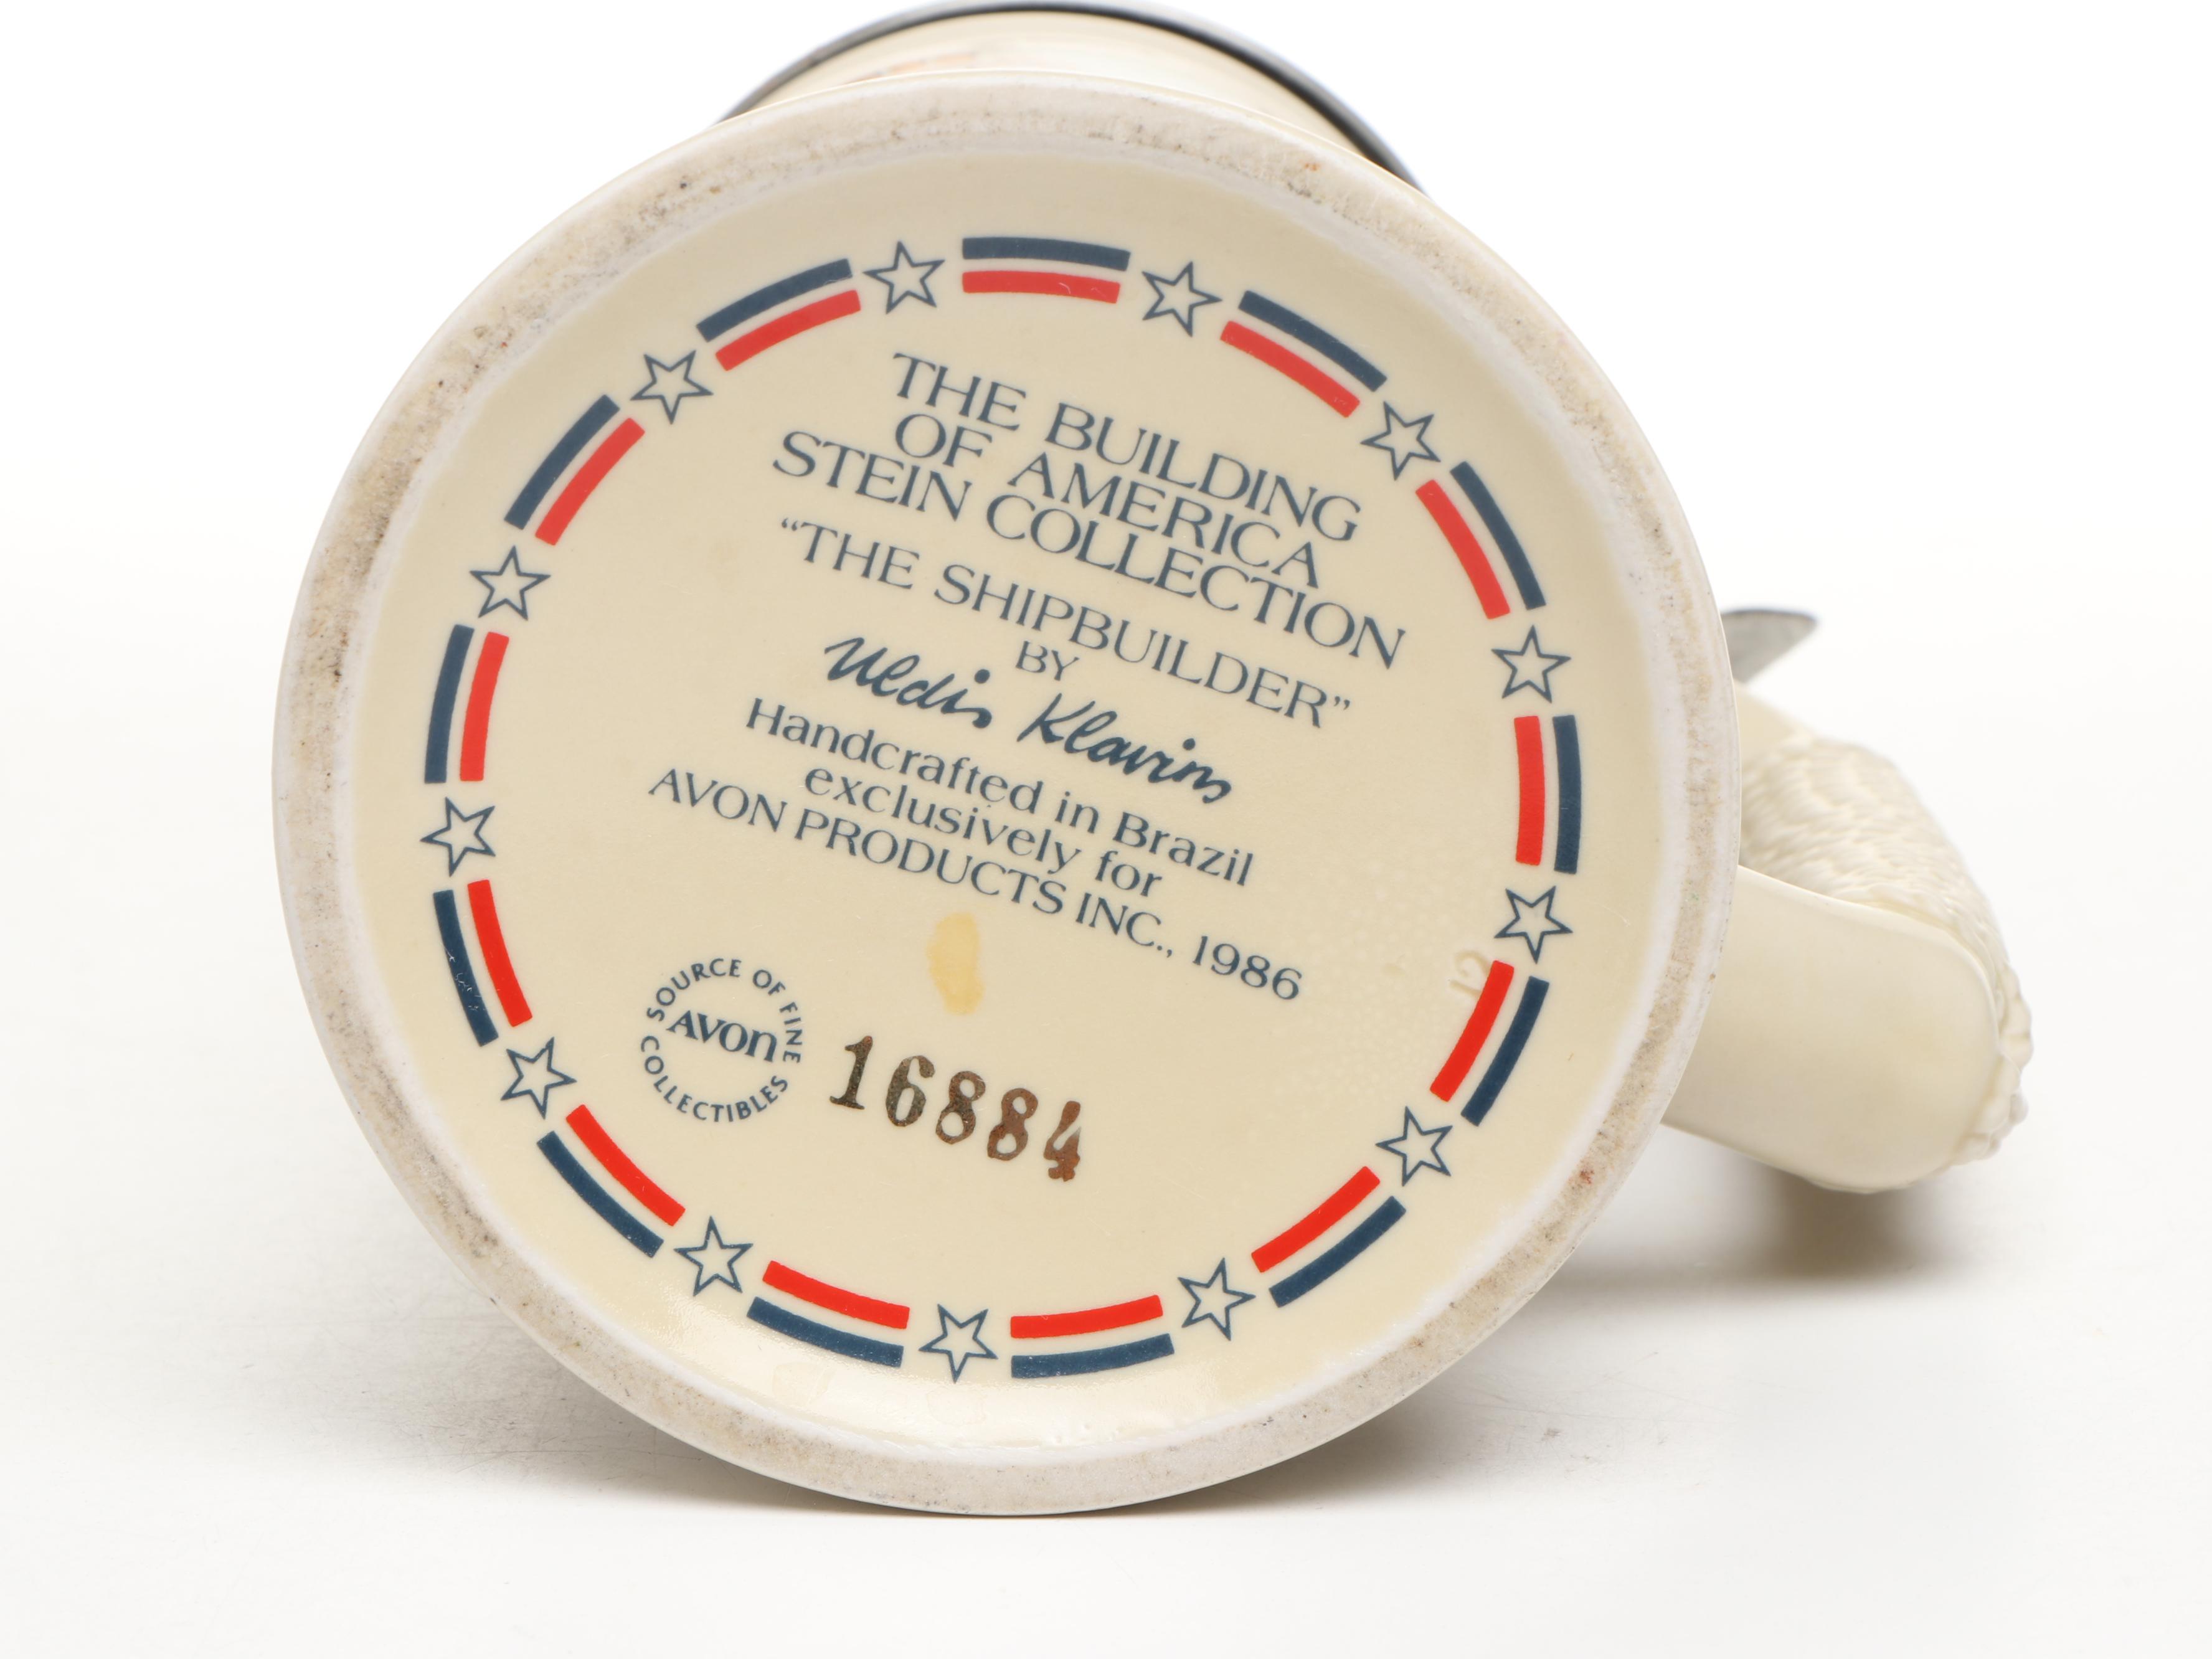 THE BUILDING
OF AMERICA
STEIN COLLECTION
“THE SHIPBUILDER”
BY
Uldis Klavins
Handcrafted in Brazil
exclusively for
AVON PRODUCTS INC., 1986
SOURCE OF FINE
AVON
COLLECTIBLES
16884
12